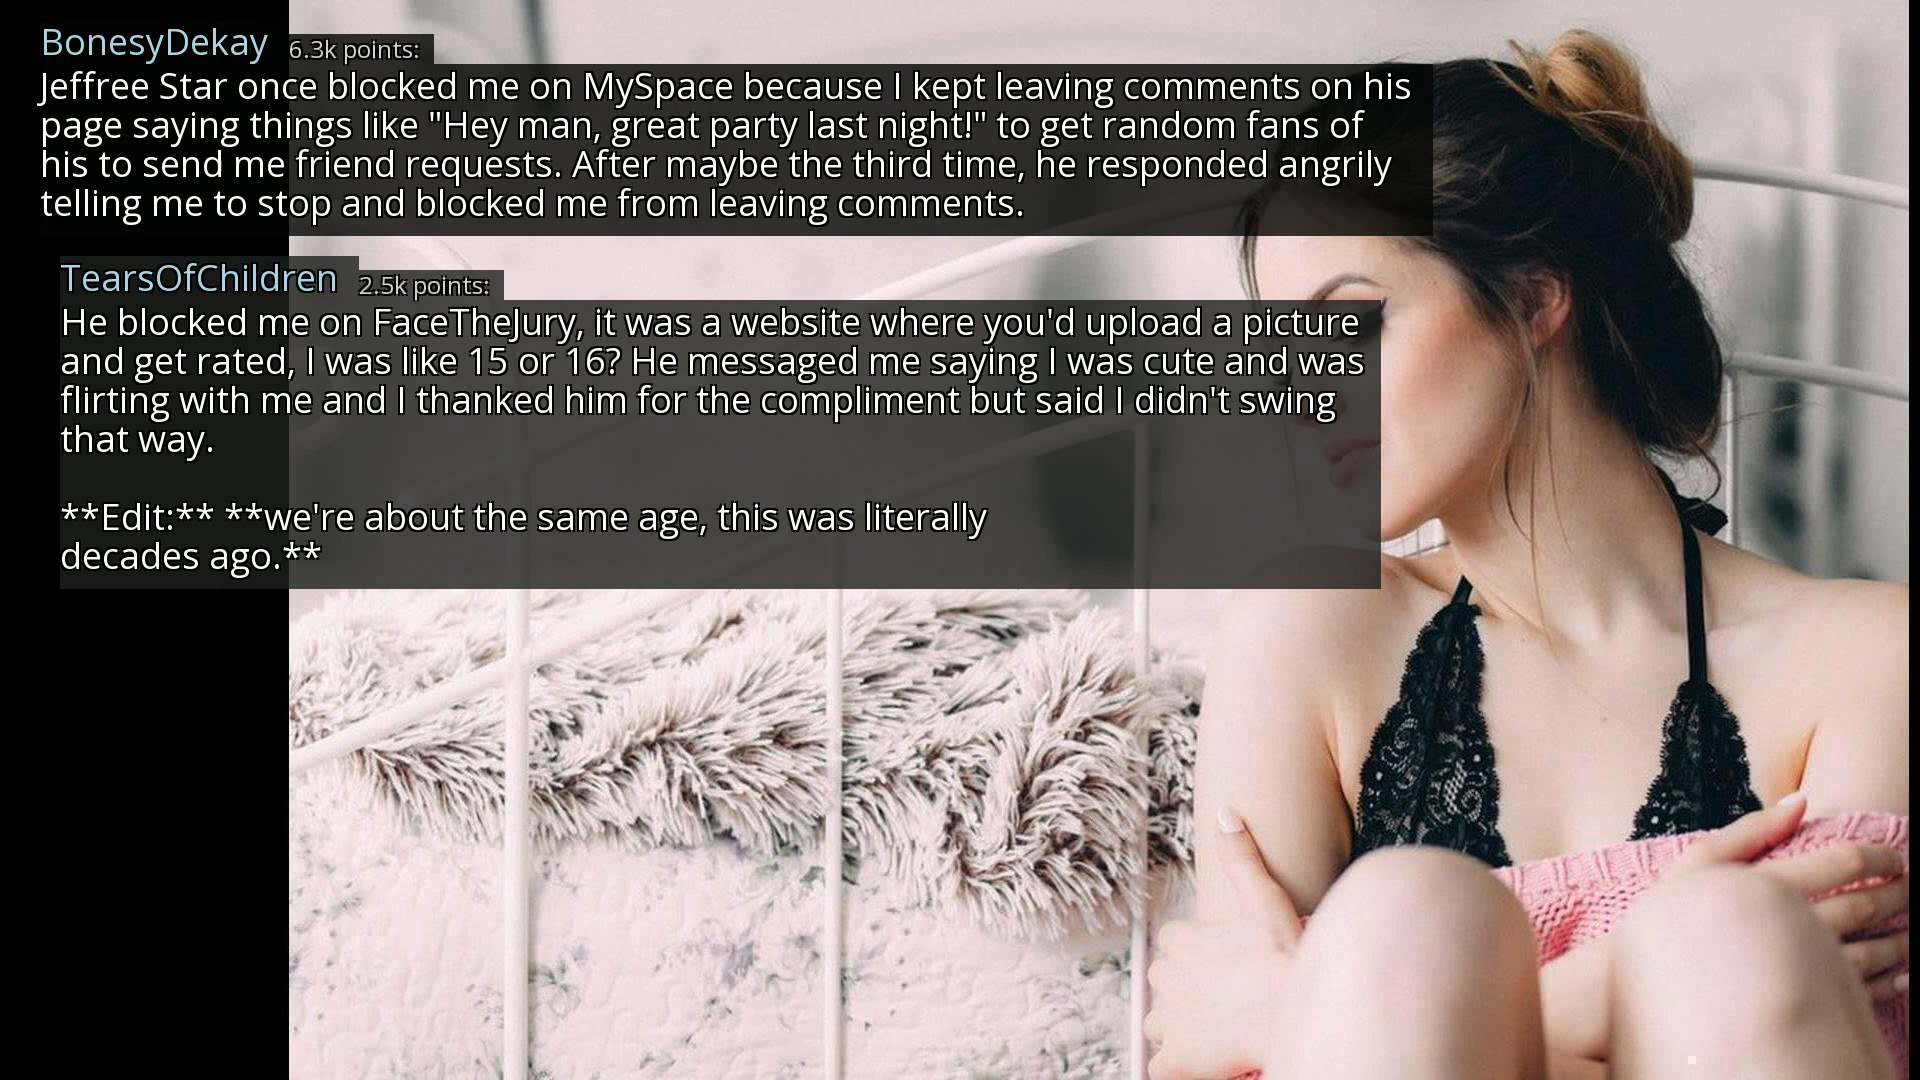 BonesyDekay 6.3k points:
Jeffree Star once blocked me on MySpace because I kept leaving comments on his
page saying things like "Hey man, great party last night!" to get random fans of
his to send me friend requests. After maybe the third time, he responded angrily
telling me to stop and blocked me from leaving comments.
TearsOfChildren 2.5k points:
He blocked me on FaceTheJury, it was a website where you'd upload a picture
and get rated, I was like 15 or 16? He messaged me saying I was cute and was
flirting with me and I thanked him for the compliment but said I didn't swing
that way.
**Edit:** **we're about the same age, this was literally
decades ago.**